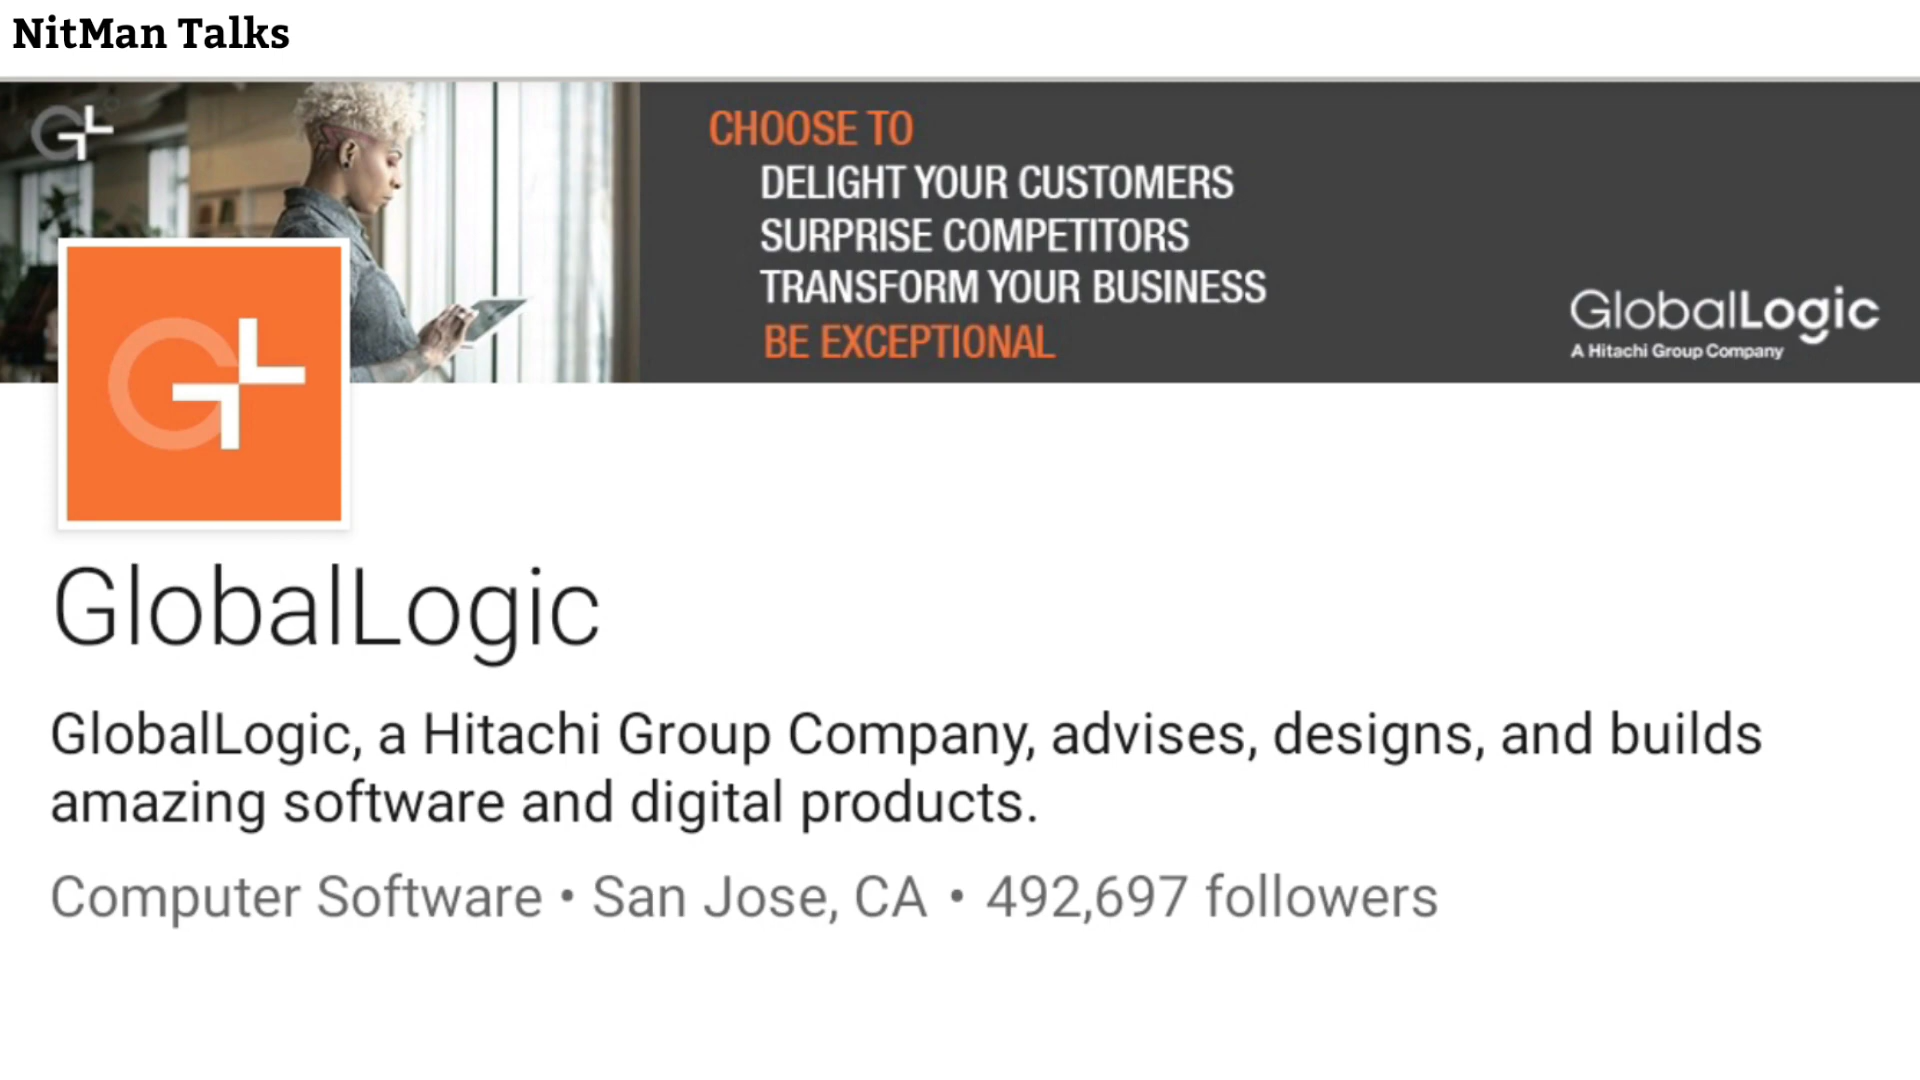 NitMan Talks
GL
CHOOSE TO
DELIGHT YOUR CUSTOMERS
SURPRISE COMPETITORS
TRANSFORM YOUR BUSINESS
BE EXCEPTIONAL
GlobalLogic
A Hitachi Group Company
GL
GlobalLogic
GlobalLogic, a Hitachi Group Company, advises, designs, and builds
amazing software and digital products.
Computer Software • San Jose, CA • 492,697 followers